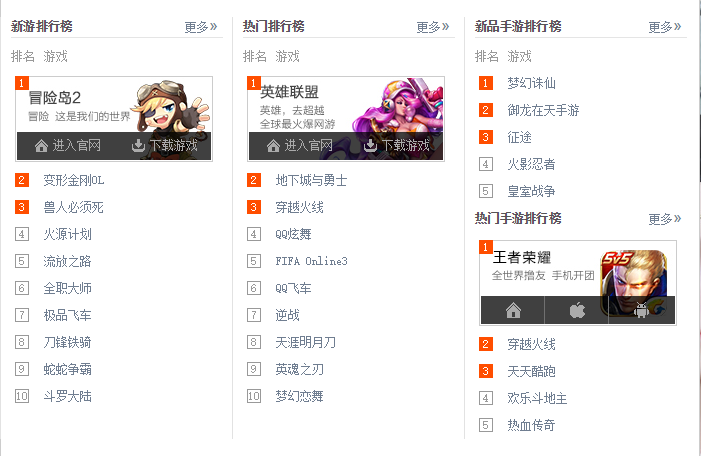 新游排行榜 更多»
排名 游戏
1
冒险岛2
冒险 这是我们的世界
进入官网 下载游戏
2 变形金刚OL
3 兽人必须死
4 火源计划
5 流放之路
6 全职大师
7 极品飞车
8 刀锋铁骑
9 蛇蛇争霸
10 斗罗大陆
热门排行榜 更多»
排名 游戏
1
英雄联盟
英雄，去超越
全球最火爆网游
进入官网 下载游戏
2 地下城与勇士
3 穿越火线
4 QQ炫舞
5 FIFA Online3
6 QQ飞车
7 逆战
8 天涯明月刀
9 英魂之刃
10 梦幻恋舞
新品手游排行榜 更多»
排名 游戏
1 梦幻诛仙
2 御龙在天手游
3 征途
4 火影忍者
5 皇室战争
热门手游排行榜 更多»
1
王者荣耀
全世界撸友 手机开团
5v5
2 穿越火线
3 天天酷跑
4 欢乐斗地主
5 热血传奇